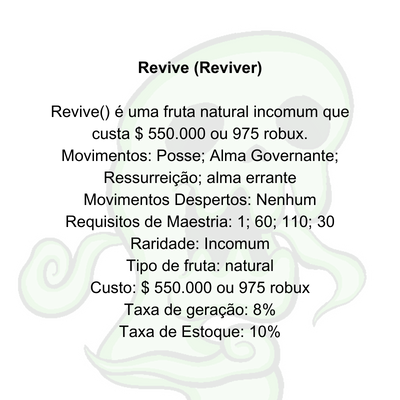 Revive (Reviver)
Revive() é uma fruta natural incomum que
custa $ 550.000 ou 975 robux.
Movimentos: Posse; Alma Governante;
Ressurreição; alma errante
Movimentos Despertos: Nenhum
Requisitos de Maestria: 1; 60; 110; 30
Raridade: Incomum
Tipo de fruta: natural
Custo: $ 550.000 ou 975 robux
Taxa de geração: 8%
Taxa de Estoque: 10%